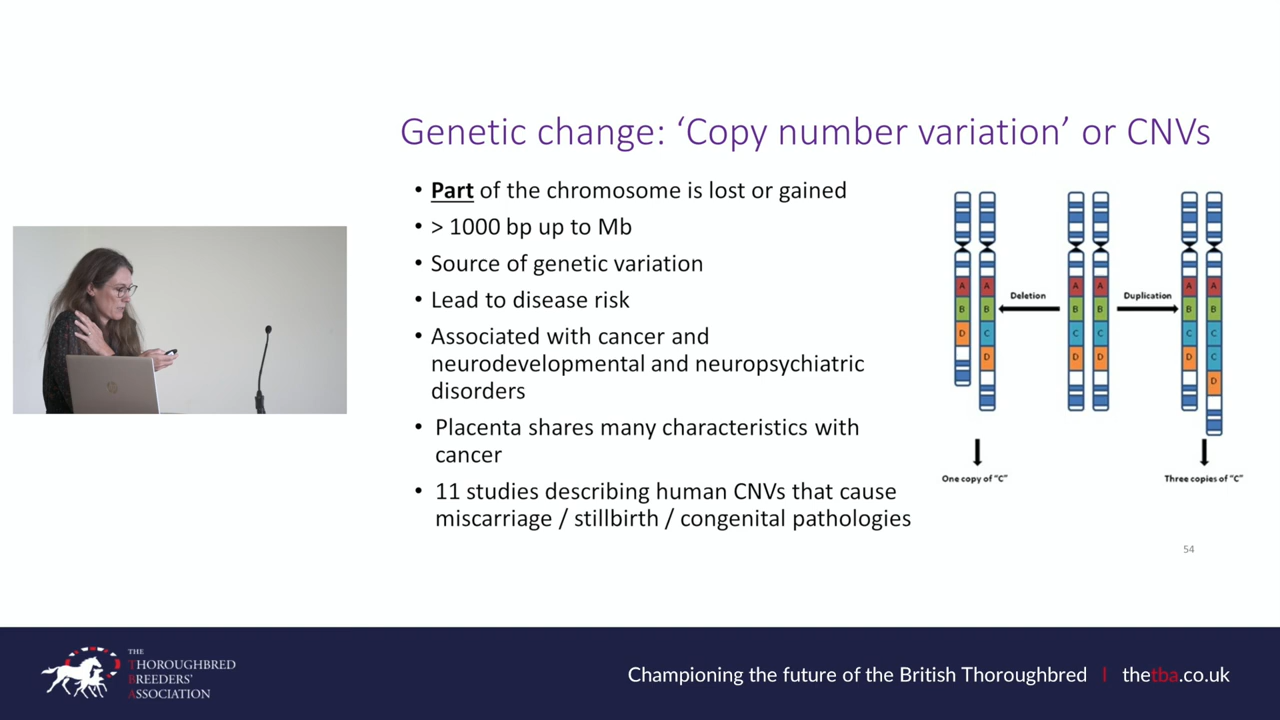 Genetic change: ‘Copy number variation’ or CNVs
• Part of the chromosome is lost or gained
• > 1000 bp up to Mb
• Source of genetic variation
• Lead to disease risk
• Associated with cancer and
neurodevelopmental and neuropsychiatric
disorders
• Placenta shares many characteristics with
cancer
• 11 studies describing human CNVs that cause
miscarriage / stillbirth / congenital pathologies
Deletion
Duplication
A A A A A A
B B B B B B
D C C C C C
D D D D C
D
One copy of "C"
Three copies of "C"
54
THE
THOROUGHBRED
BREEDERS'
ASSOCIATION
Championing the future of the British Thoroughbred | thetba.co.uk